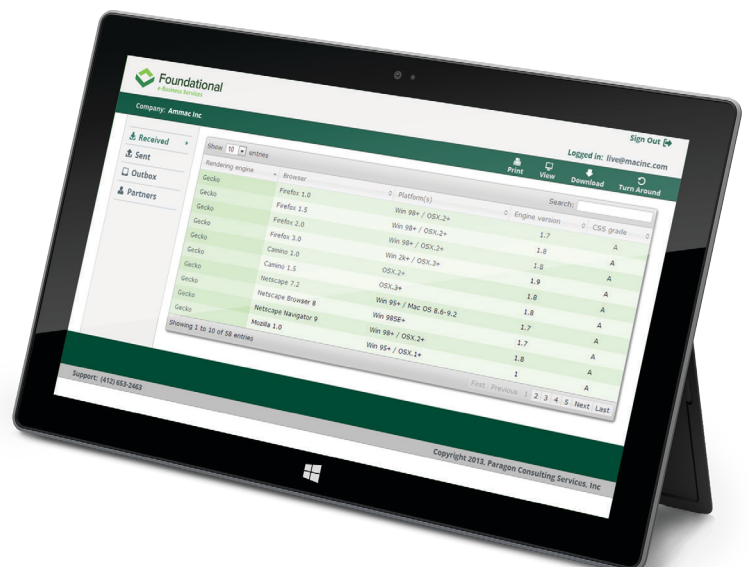 Foundational
e-Business Services
Sign Out
Company: Ammac Inc
Logged in: live@macinc.com
Received
Sent
Outbox
Partners
Print View Download Turn Around
Show 10 entries
Search:
Rendering engine Browser Platform(s) Engine version CSS grade
Gecko Firefox 1.0 Win 98+ / OSX.2+ 1.7 A
Gecko Firefox 1.5 Win 98+ / OSX.2+ 1.8 A
Gecko Firefox 2.0 Win 98+ / OSX.2+ 1.8 A
Gecko Firefox 3.0 Win 2k+ / OSX.3+ 1.9 A
Gecko Camino 1.0 OSX.2+ 1.8 A
Gecko Camino 1.5 OSX.3+ 1.8 A
Gecko Netscape 7.2 Win 95+ / Mac OS 8.6-9.2 1.7 A
Gecko Netscape Browser 8 Win 98SE+ 1.7 A
Gecko Netscape Navigator 9 Win 98+ / OSX.2+ 1.8 A
Gecko Mozilla 1.0 Win 95+ / OSX.1+ 1 A
Showing 1 to 10 of 58 entries
First Previous 1 2 3 4 5 Next Last
Support: (412) 653-2463
Copyright 2013, Paragon Consulting Services, Inc